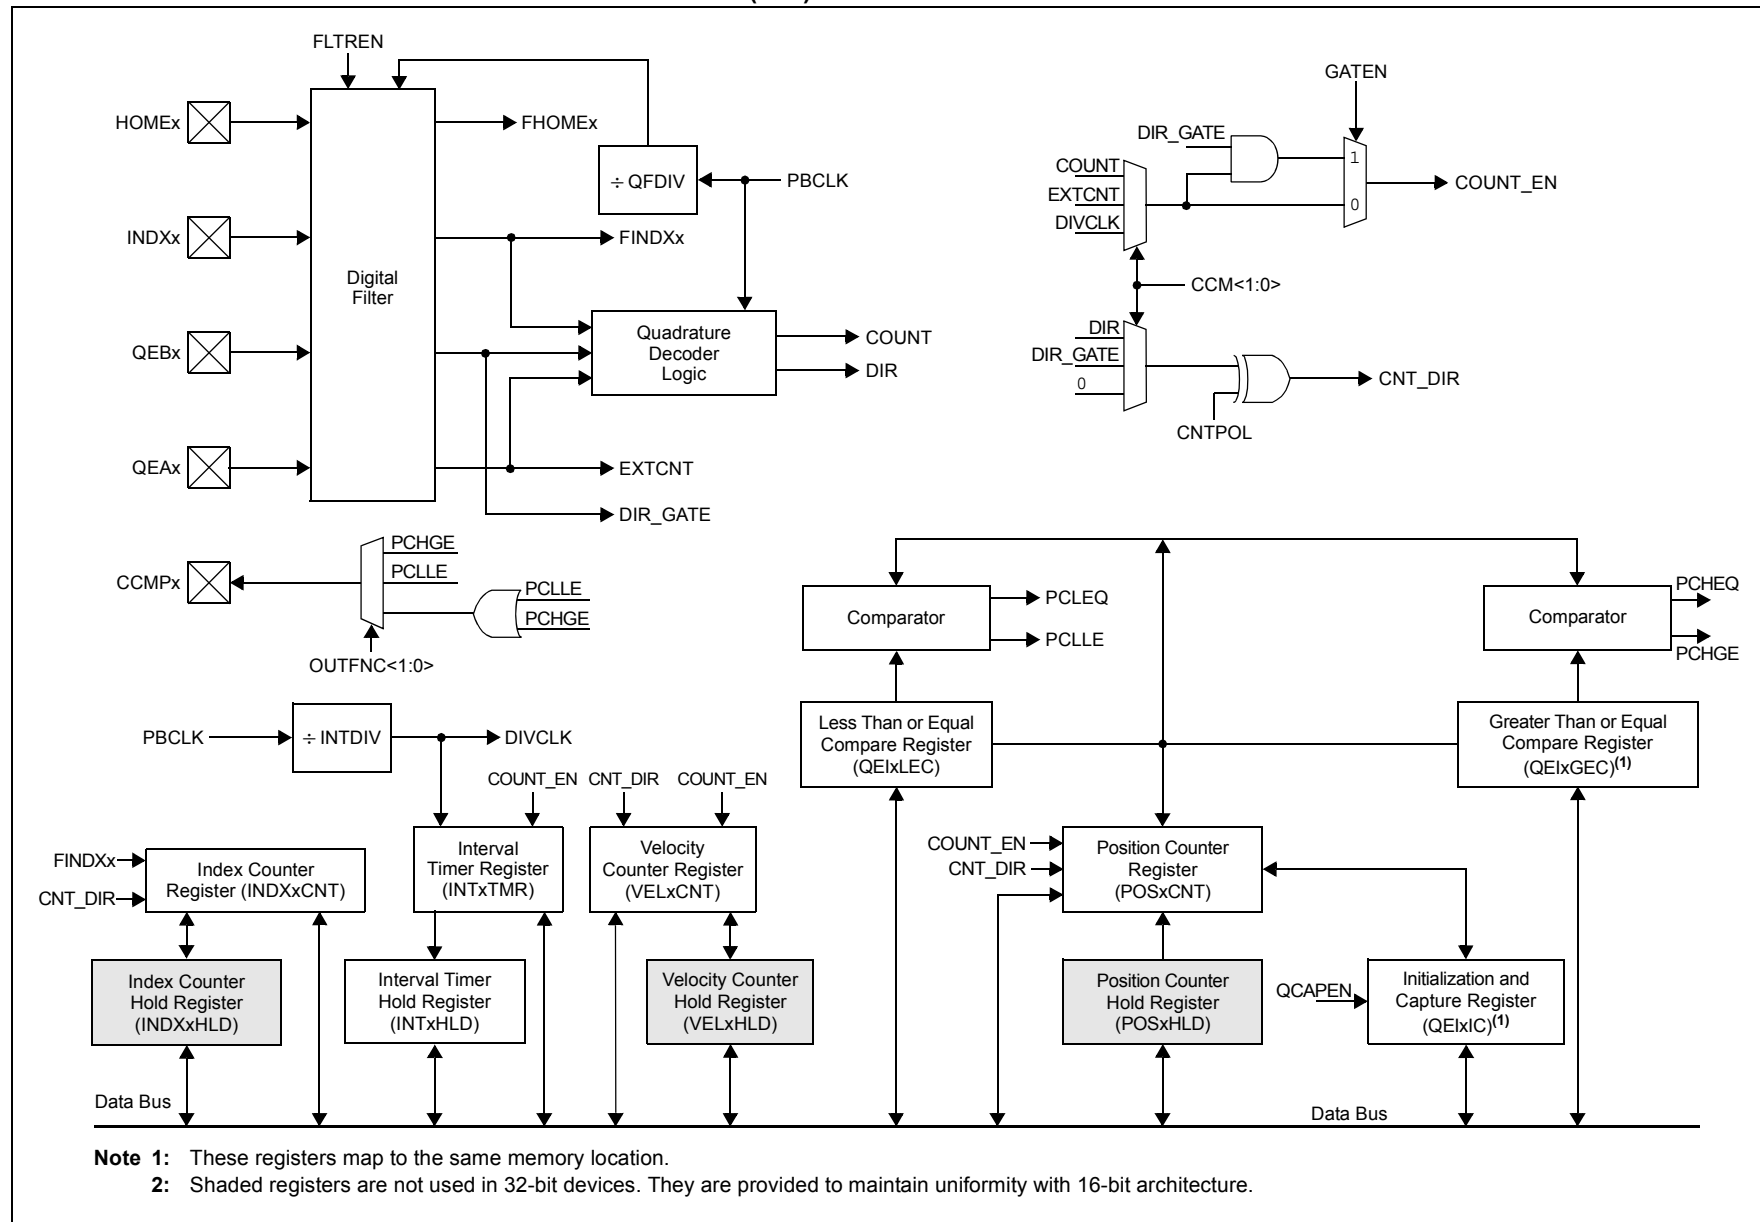 FLTREN
HOMEx
FHOMEx
÷ QFDIV
PBCLK
INDXx
FINDXx
Digital
Filter
QEBx
Quadrature
Decoder
Logic
COUNT
DIR
QEAx
EXTCNT
DIR_GATE
GATEN
DIR_GATE
COUNT
EXTCNT
DIVCLK
1
0
COUNT_EN
CCM<1:0>
DIR
DIR_GATE
0
CNT_DIR
CNTPOL
CCMPx
PCHGE
PCLLE
PCLLE
PCHGE
OUTFNC<1:0>
Comparator
PCLEQ
PCLLE
Comparator
PCHEQ
PCHGE
PBCLK
÷ INTDIV
DIVCLK
Less Than or Equal
Compare Register
(QEIxLEC)
Greater Than or Equal
Compare Register
(QEIxGEC)(1)
COUNT_EN
CNT_DIR
COUNT_EN
FINDXx
CNT_DIR
Index Counter
Register (INDXxCNT)
Interval
Timer Register
(INTxTMR)
Velocity
Counter Register
(VELxCNT)
COUNT_EN
CNT_DIR
Position Counter
Register
(POSxCNT)
Index Counter
Hold Register
(INDXxHLD)
Interval Timer
Hold Register
(INTxHLD)
Velocity Counter
Hold Register
(VELxHLD)
Position Counter
Hold Register
(POSxHLD)
QCAPEN
Initialization and
Capture Register
(QEIxIC)(1)
Data Bus
Data Bus
Note 1: These registers map to the same memory location.
2: Shaded registers are not used in 32-bit devices. They are provided to maintain uniformity with 16-bit architecture.